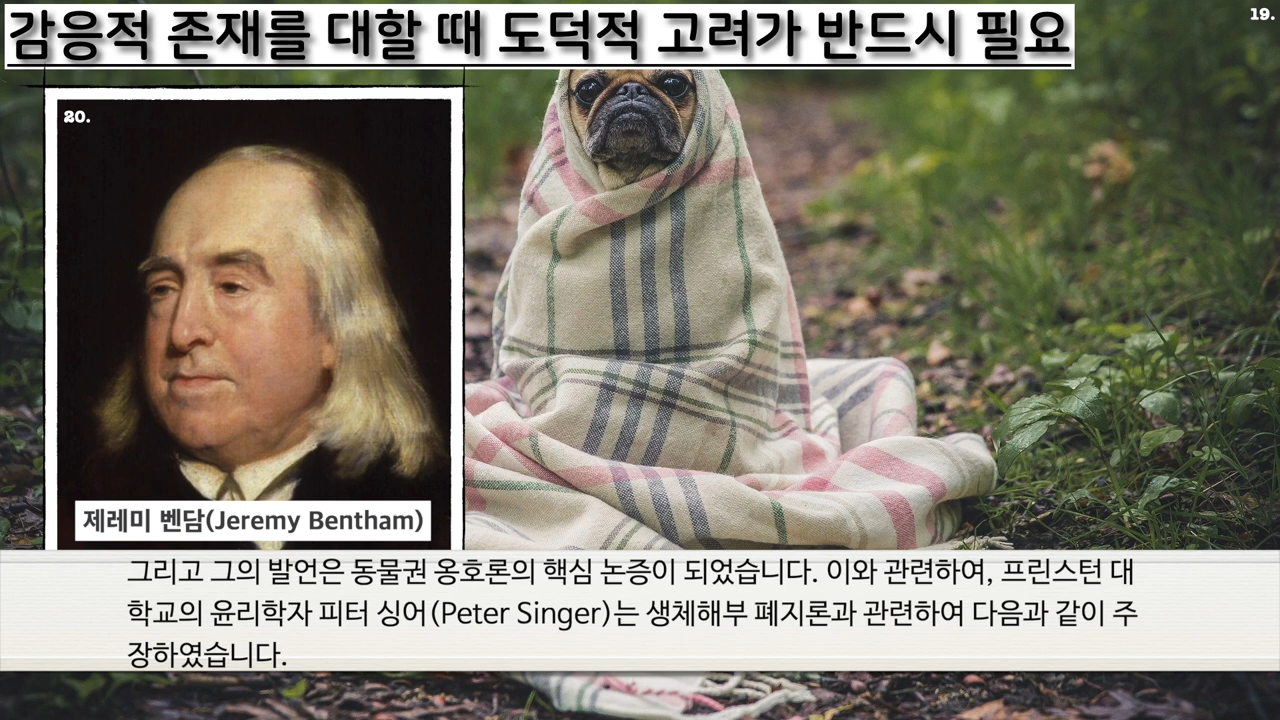 감응적 존재를 대할 때 도덕적 고려가 반드시 필요
19.
20.
제레미 벤담(Jeremy Bentham)
그리고 그의 발언은 동물권 옹호론의 핵심 논증이 되었습니다. 이와 관련하여, 프린스턴 대
학교의 윤리학자 피터 싱어(Peter Singer)는 생체해부 폐지론과 관련하여 다음과 같이 주
장하였습니다.